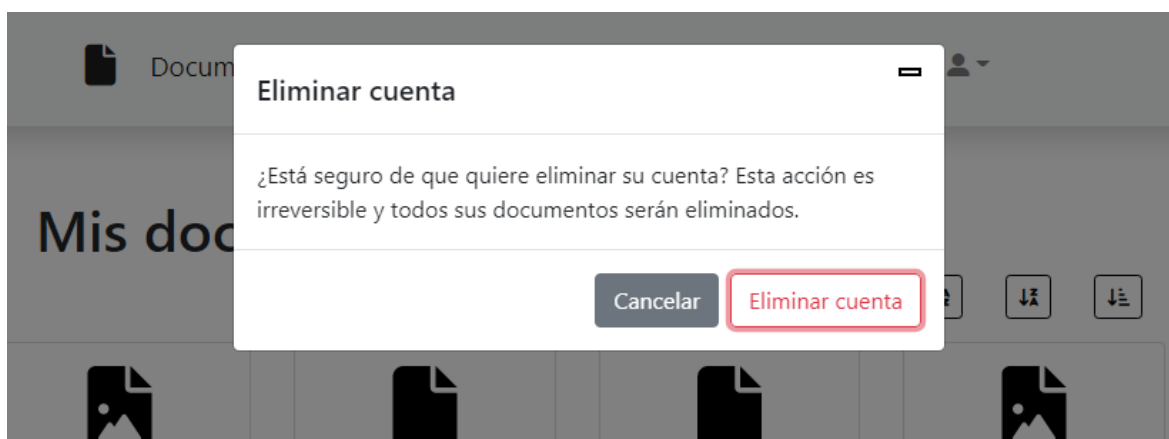 Docum
Eliminar cuenta
¿Está seguro de que quiere eliminar su cuenta? Esta acción es
irreversible y todos sus documentos serán eliminados.
Mis doc
Cancelar
Eliminar cuenta